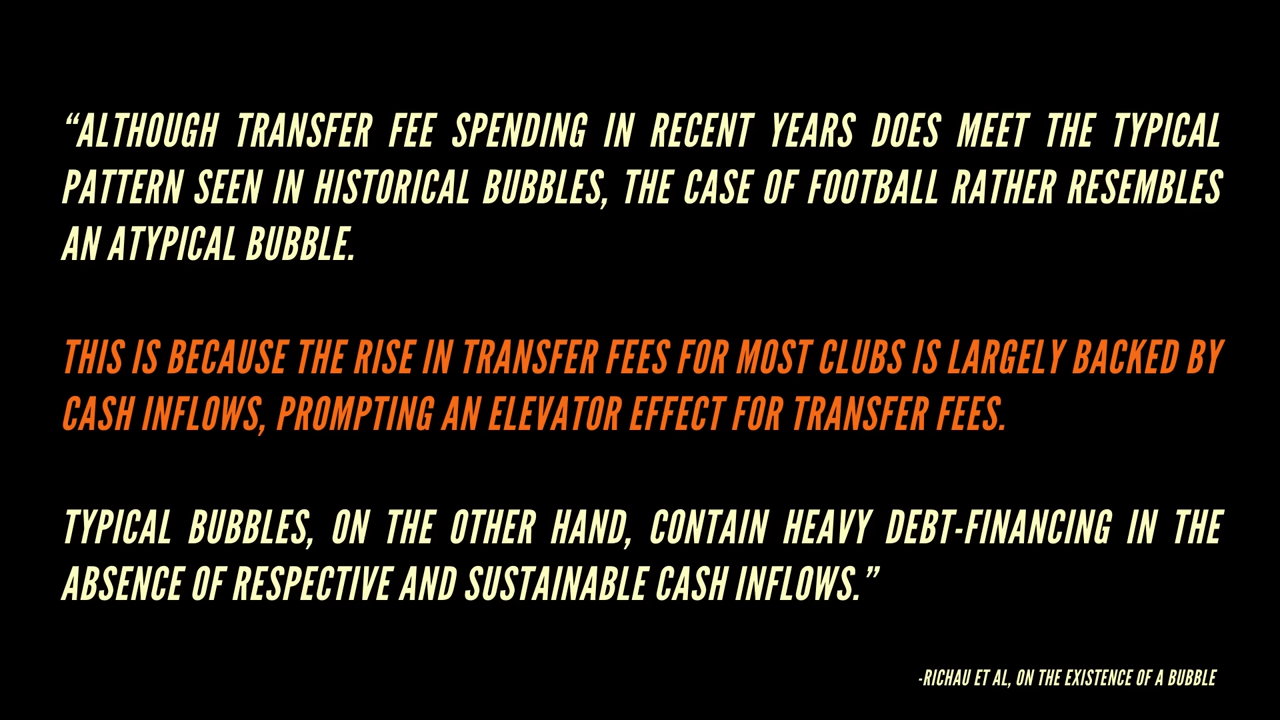 “ALTHOUGH TRANSFER FEE SPENDING IN RECENT YEARS DOES MEET THE TYPICAL
PATTERN SEEN IN HISTORICAL BUBBLES, THE CASE OF FOOTBALL RATHER RESEMBLES
AN ATYPICAL BUBBLE.
THIS IS BECAUSE THE RISE IN TRANSFER FEES FOR MOST CLUBS IS LARGELY BACKED BY
CASH INFLOWS, PROMPTING AN ELEVATOR EFFECT FOR TRANSFER FEES.
TYPICAL BUBBLES, ON THE OTHER HAND, CONTAIN HEAVY DEBT-FINANCING IN THE
ABSENCE OF RESPECTIVE AND SUSTAINABLE CASH INFLOWS.”
-RICHAU ET AL, ON THE EXISTENCE OF A BUBBLE